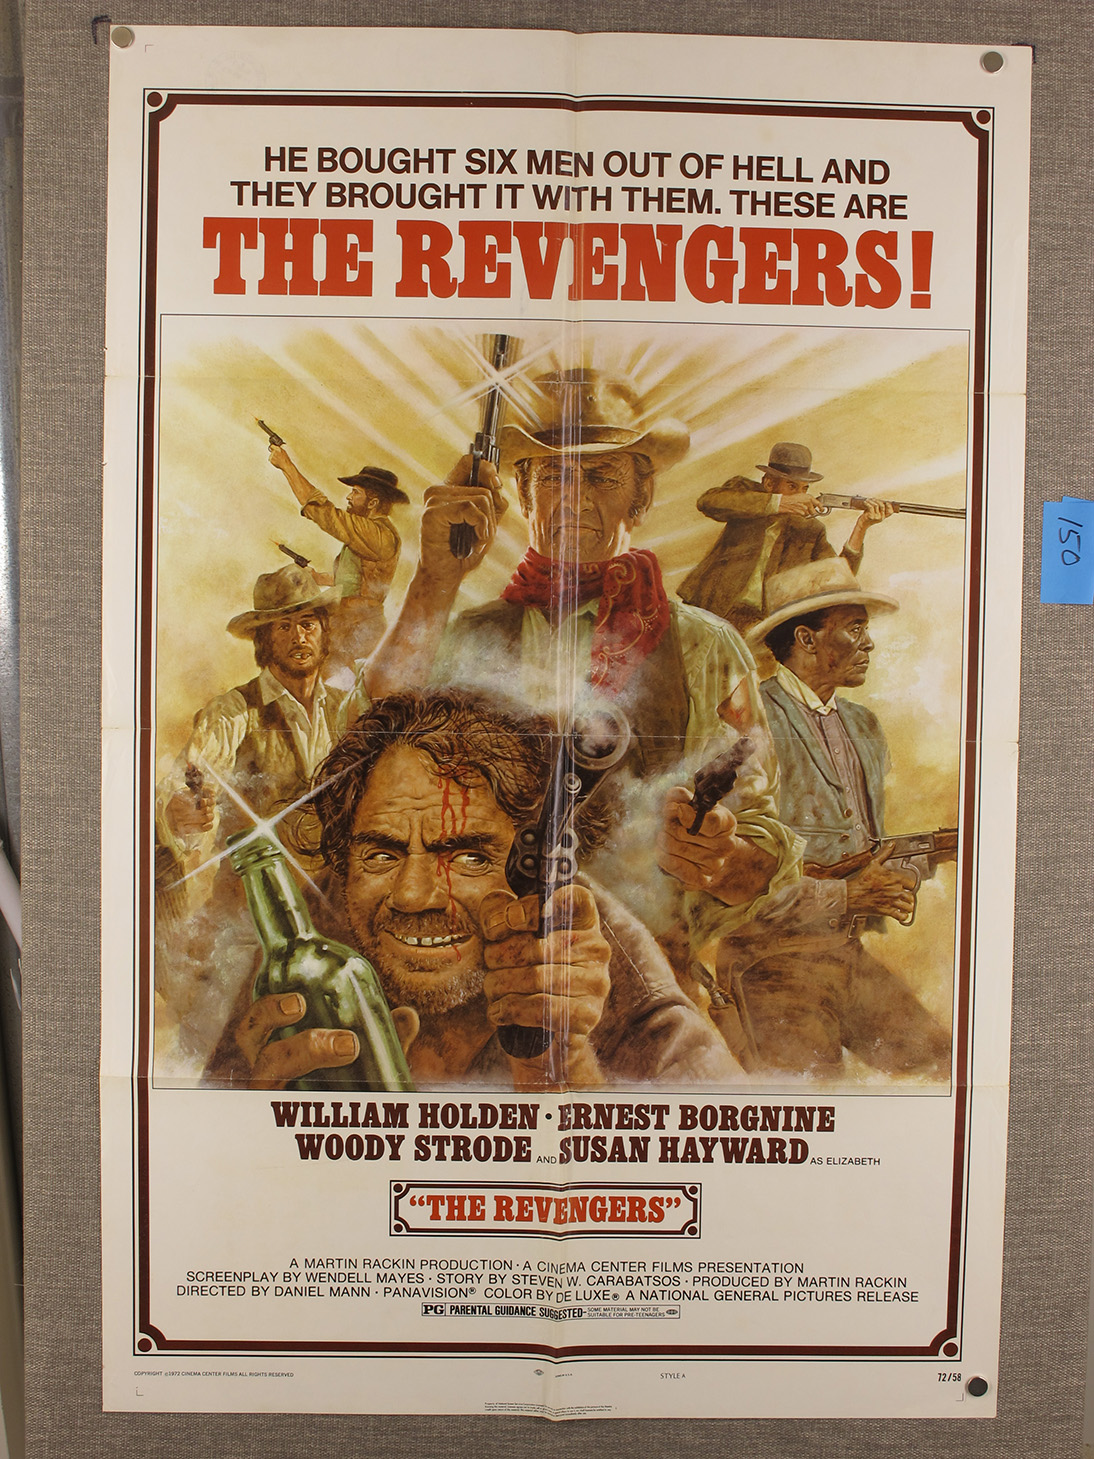 HE BOUGHT SIX MEN OUT OF HELL AND
THEY BROUGHT IT WITH THEM. THESE ARE
THE REVENGERS!
150
WILLIAM HOLDEN · ERNEST BORGNINE
WOODY STRODE AND SUSAN HAYWARD AS ELIZABETH
"THE REVENGERS"
A MARTIN RACKIN PRODUCTION · A CINEMA CENTER FILMS PRESENTATION
SCREENPLAY BY WENDELL MAYES · STORY BY STEVEN W. CARABATSOS · PRODUCED BY MARTIN RACKIN
DIRECTED BY DANIEL MANN · PANAVISION® COLOR BY DE LUXE® A NATIONAL GENERAL PICTURES RELEASE
PG PARENTAL GUIDANCE SUGGESTED - SOME MATERIAL MAY NOT BE
SUITABLE FOR PRE-TEENAGERS
COPYRIGHT ©1972 CINEMA CENTER FILMS ALL RIGHTS RESERVED
STYLE A
72/58